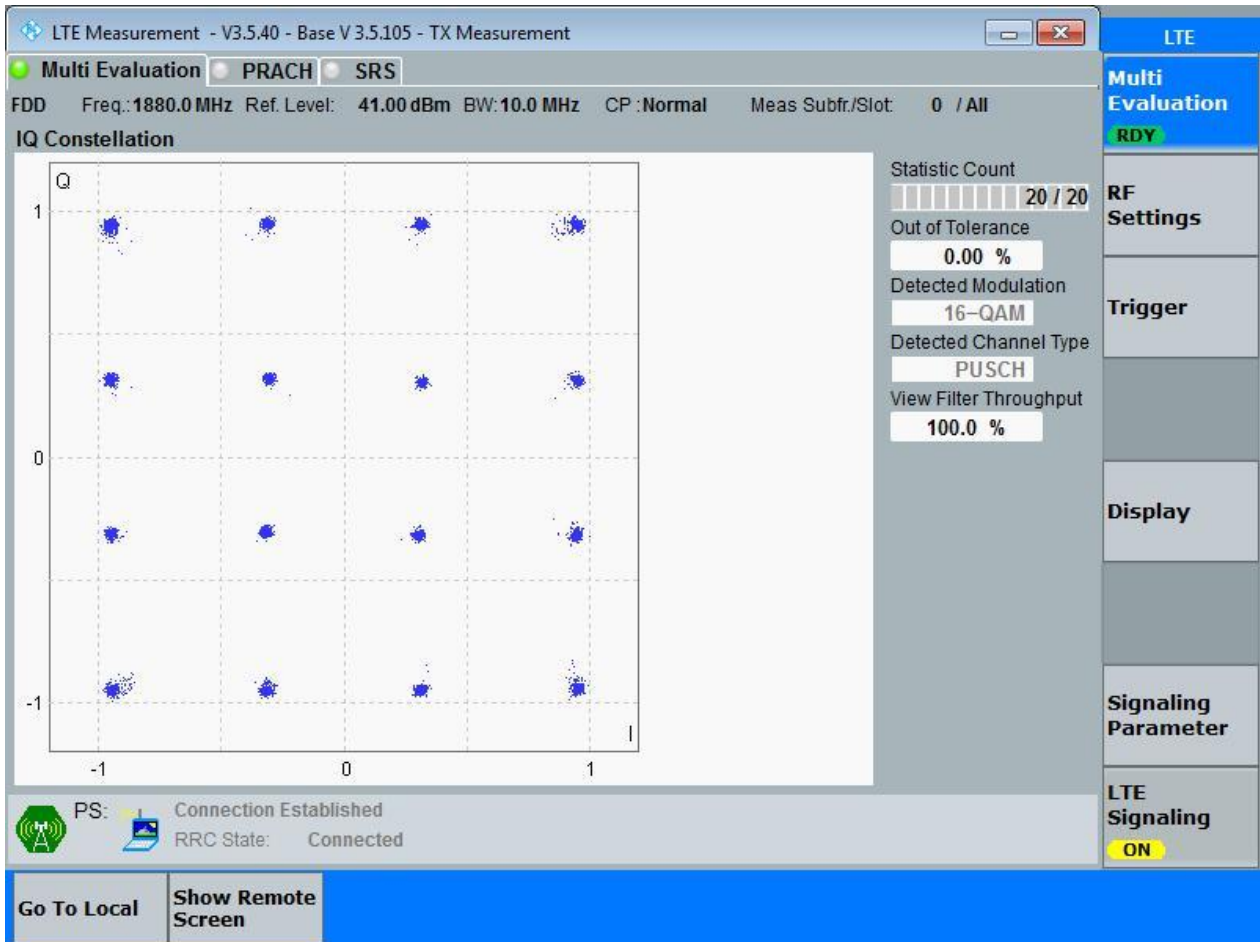 LTE Measurement - V3.5.40 - Base V 3.5.105 - TX Measurement
LTE
Multi Evaluation PRACH SRS
FDD Freq.:1880.0 MHz Ref. Level: 41.00 dBm BW:10.0 MHz CP :Normal Meas Subfr./Slot: 0 / All
IQ Constellation
Q
1
0
-1
I
-1 0 1
Statistic Count
20 / 20
Out of Tolerance
0.00 %
Detected Modulation
16-QAM
Detected Channel Type
PUSCH
View Filter Throughput
100.0 %
Multi
Evaluation
RDY
RF
Settings
Trigger
Display
Signaling
Parameter
LTE
Signaling
ON
PS: Connection Established
RRC State: Connected
Go To Local
Show Remote
Screen